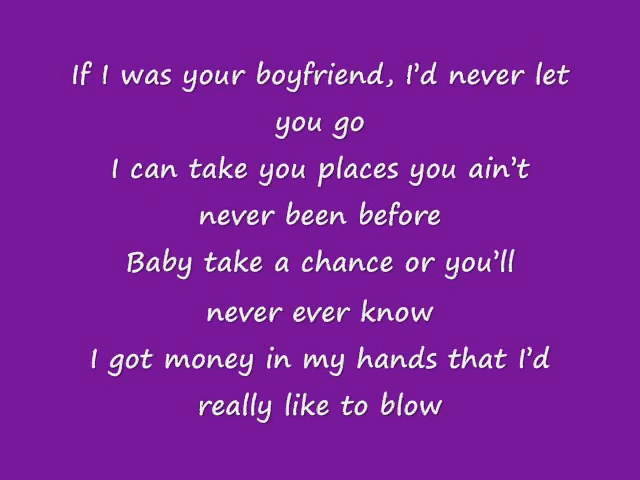 If I was your boyfriend, I'd never let
you go
I can take you places you ain't
never been before
Baby take a chance or you'll
never ever know
I got money in my hands that I'd
really like to blow